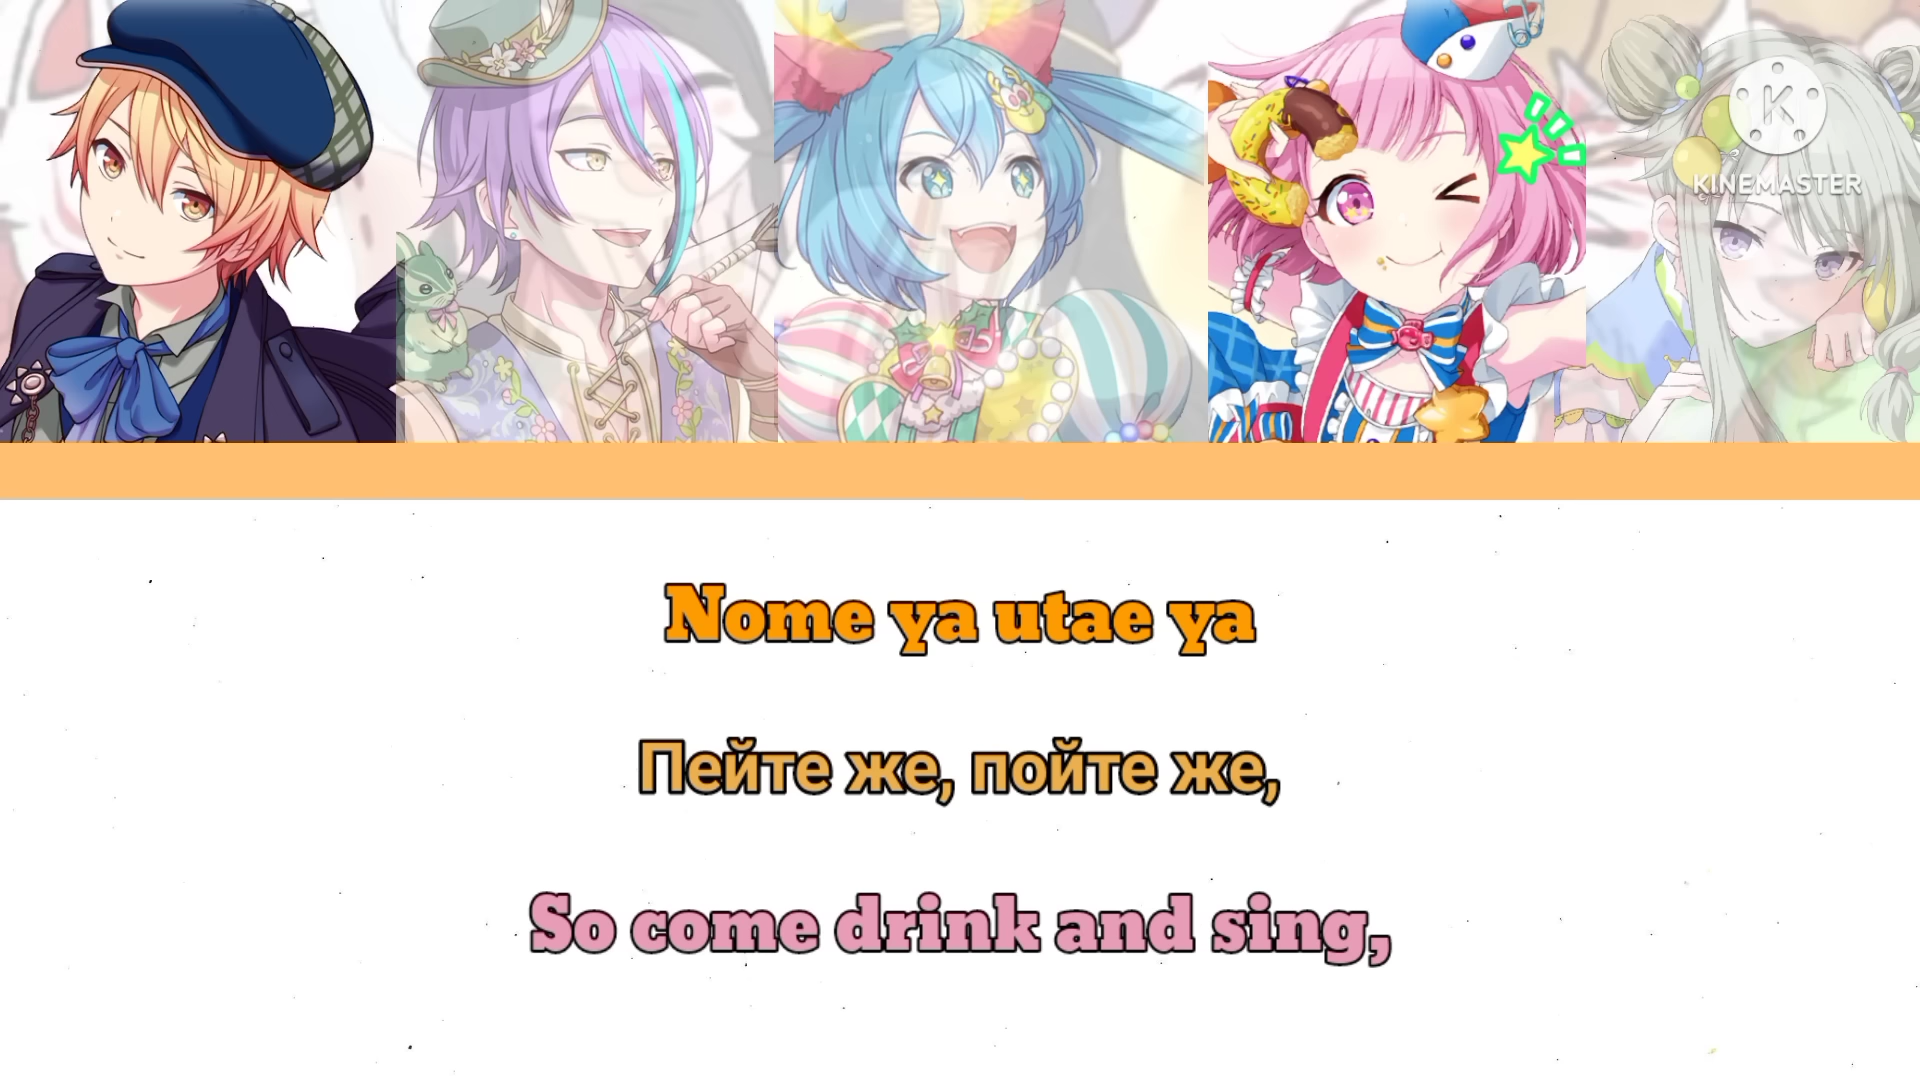 K
KINEMASTER
Nome ya utae ya
Пейте же, пойте же,
So come drink and sing,